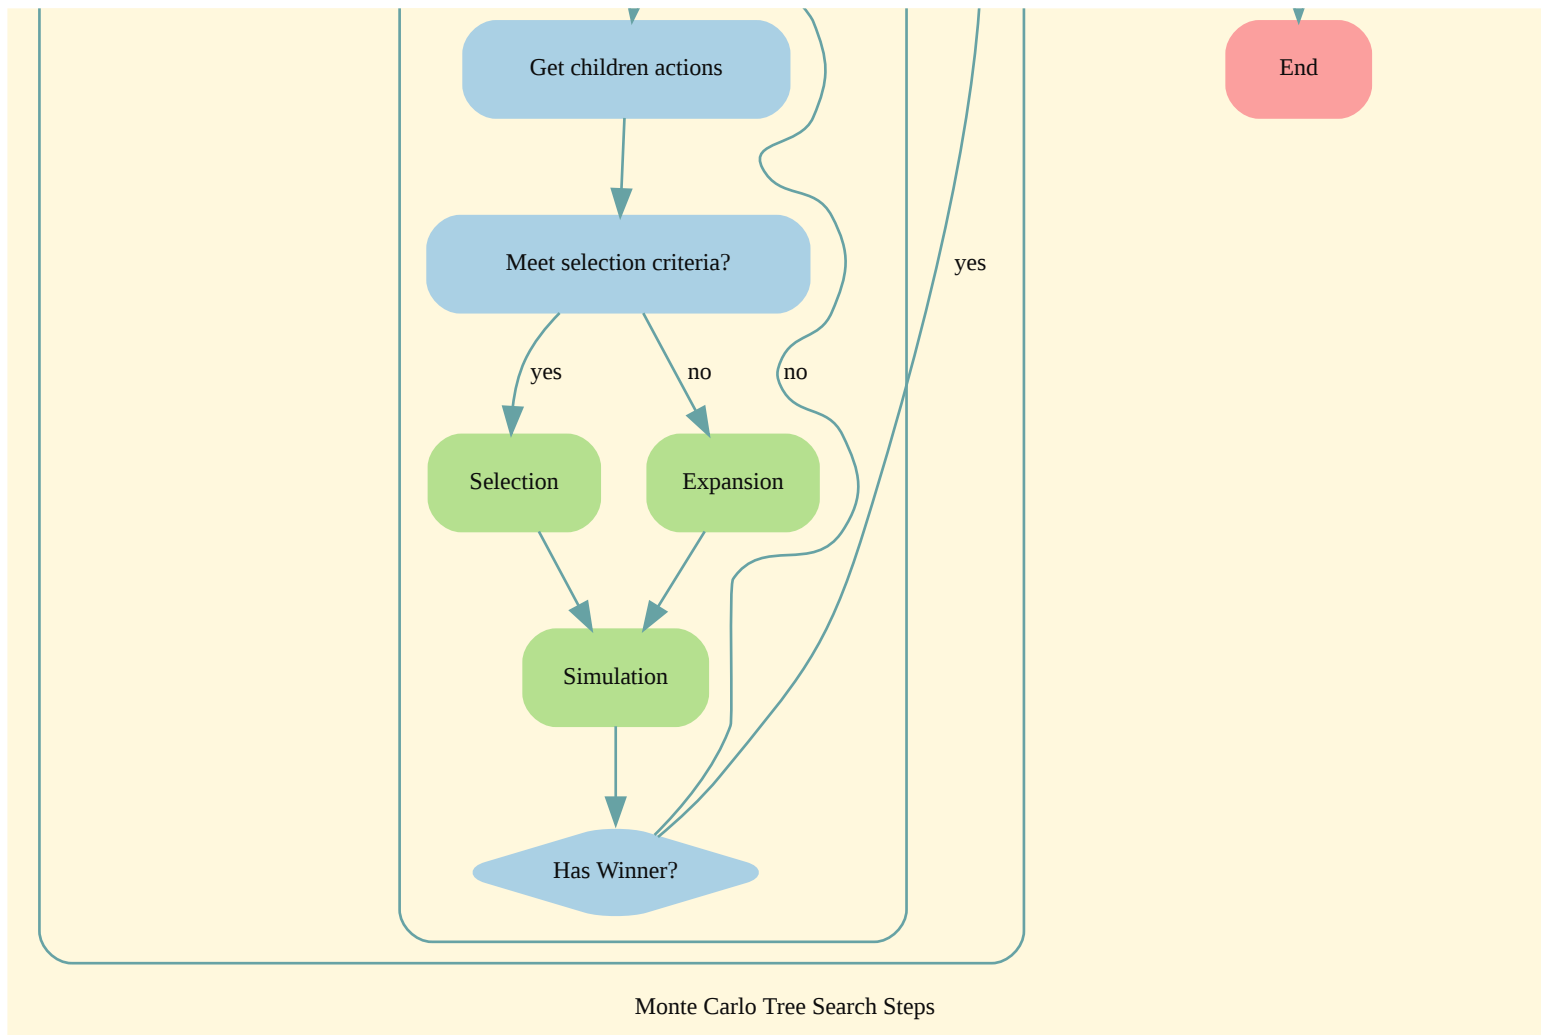 Get children actions
End
Meet selection criteria?
yes
yes
no
no
Selection
Expansion
Simulation
Has Winner?
Monte Carlo Tree Search Steps